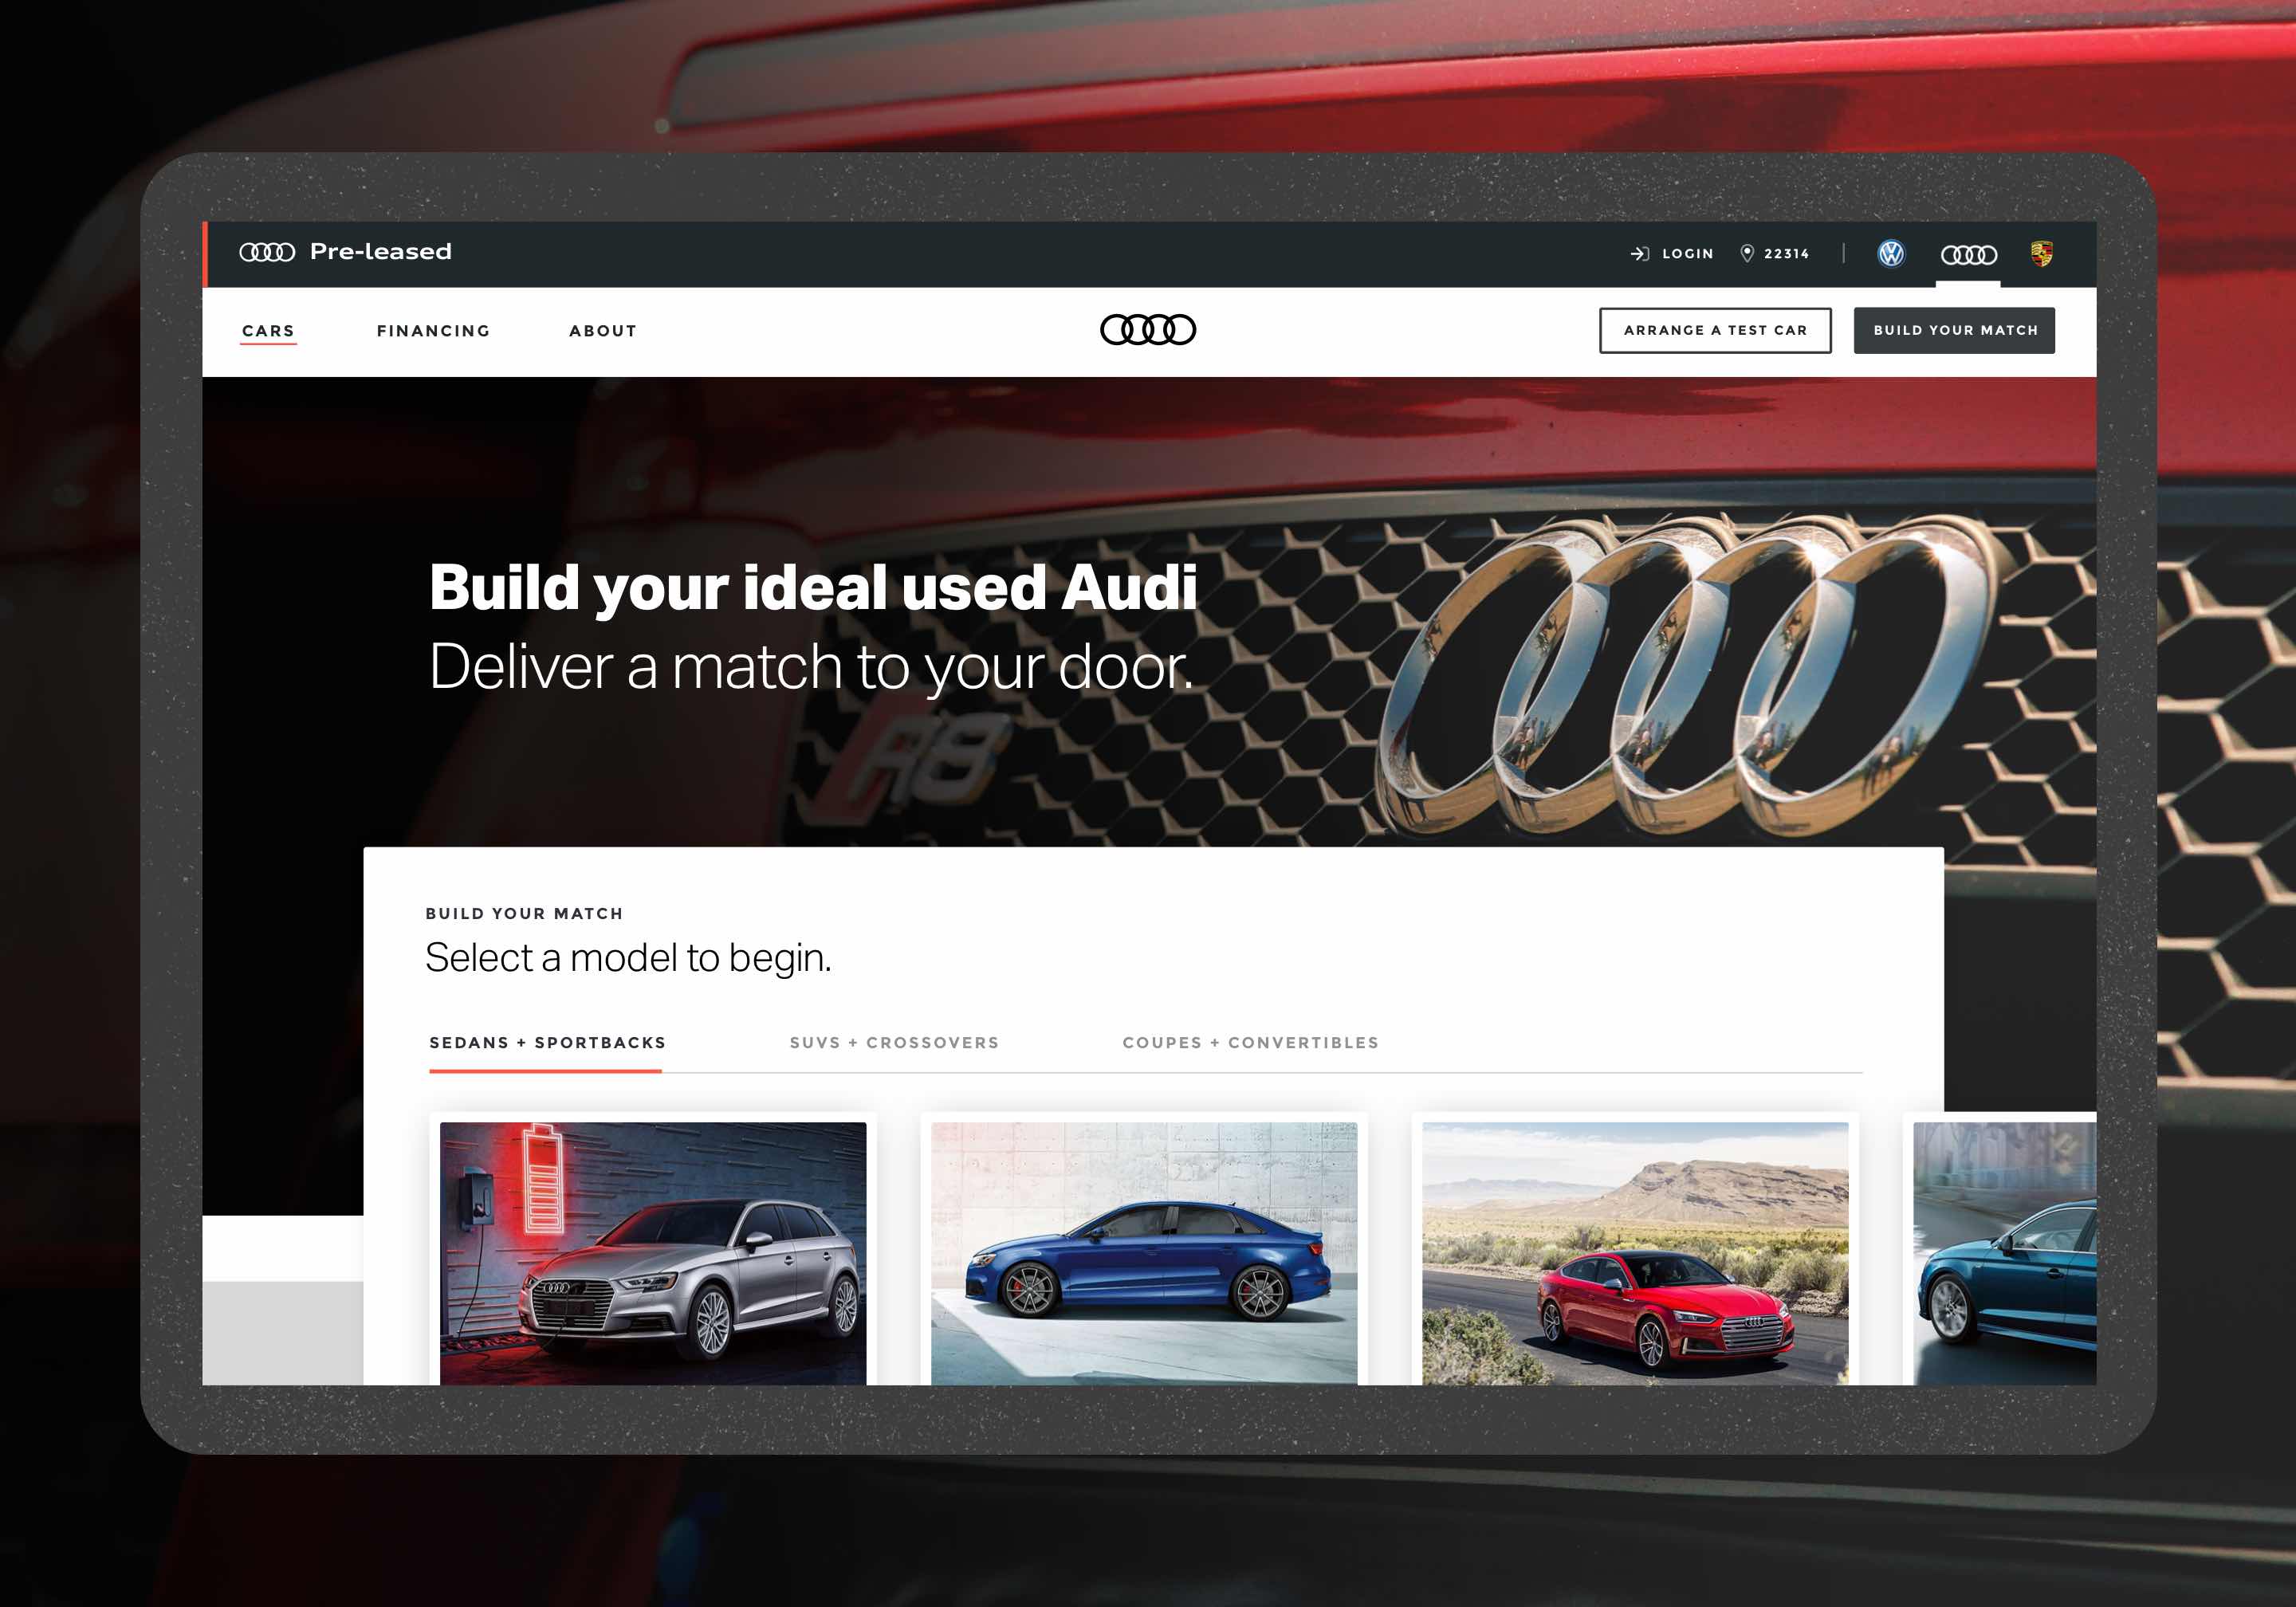 Pre-leased
LOGIN
22314
CARS
FINANCING
ABOUT
ARRANGE A TEST CAR
BUILD YOUR MATCH
Build your ideal used Audi
Deliver a match to your door.
R8
BUILD YOUR MATCH
Select a model to begin.
SEDANS + SPORTBACKS
SUVS + CROSSOVERS
COUPES + CONVERTIBLES